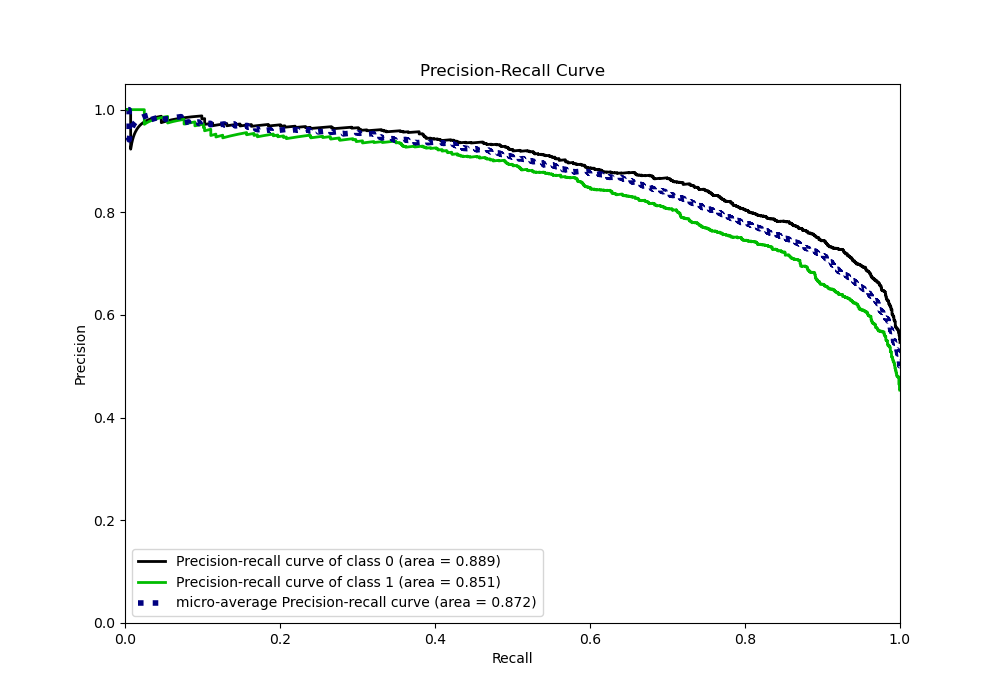 Precision-Recall Curve
1.0
0.8
0.6
0.4
0.2
0.0
Precision
Precision-recall curve of class 0 (area = 0.889)
Precision-recall curve of class 1 (area = 0.851)
micro-average Precision-recall curve (area = 0.872)
0.0 0.2 0.4 0.6 0.8 1.0
Recall